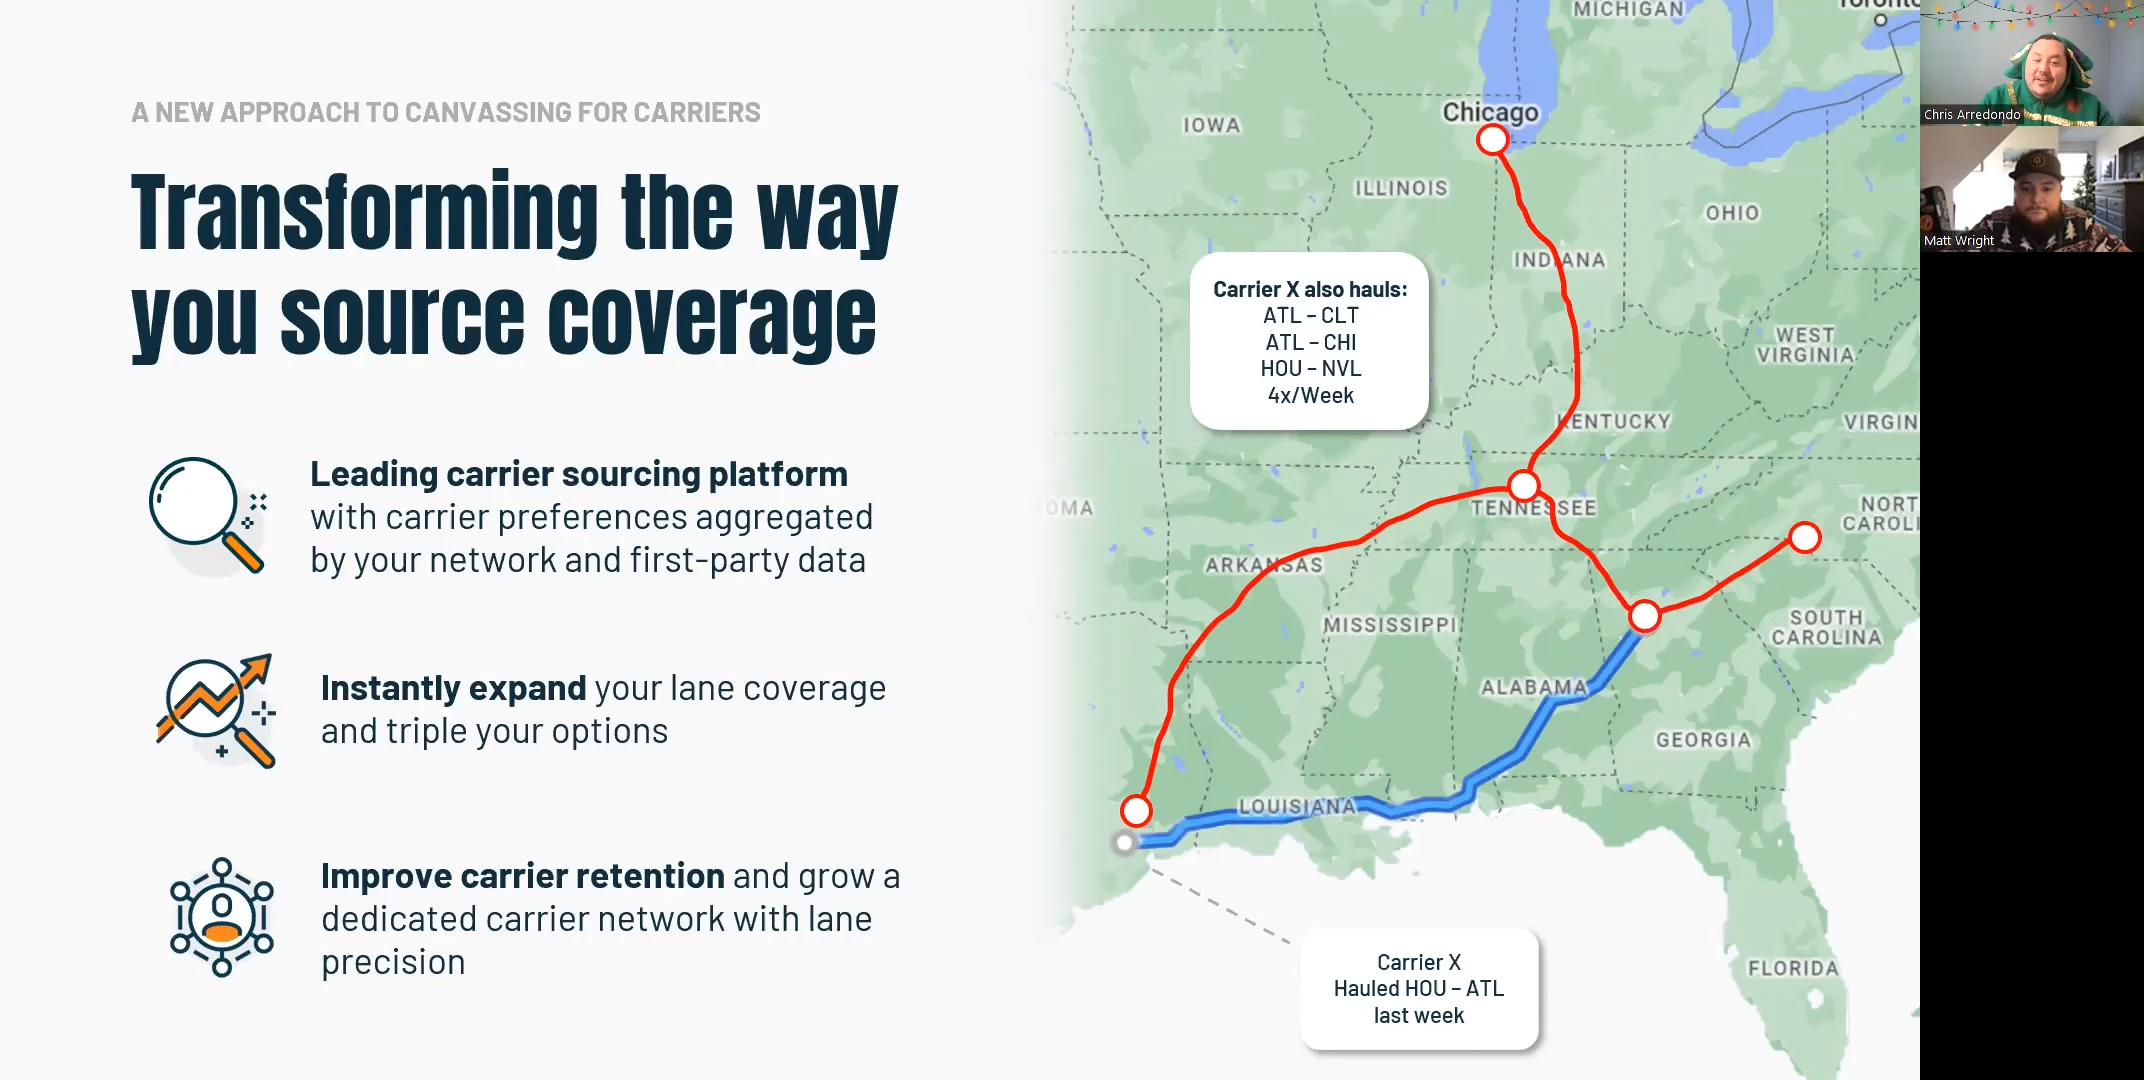 A NEW APPROACH TO CANVASSING FOR CARRIERS
Transforming the way
you source coverage
Leading carrier sourcing platform
with carrier preferences aggregated
by your network and first-party data
Instantly expand your lane coverage
and triple your options
Improve carrier retention and grow a
dedicated carrier network with lane
precision
MICHIGAN
Toronto
Chicago
IOWA
ILLINOIS
OHIO
INDIANA
Carrier X also hauls:
ATL – CLT
ATL – CHI
HOU – NVL
4x/Week
WEST
VIRGINIA
KENTUCKY
VIRGIN
OMA
TENNESSEE
NORT
CAROLI
ARKANSAS
MISSISSIPPI
SOUTH
CAROLINA
ALABAMA
GEORGIA
LOUISIANA
FLORIDA
Carrier X
Hauled HOU – ATL
last week
Chris Arredondo
Matt Wright